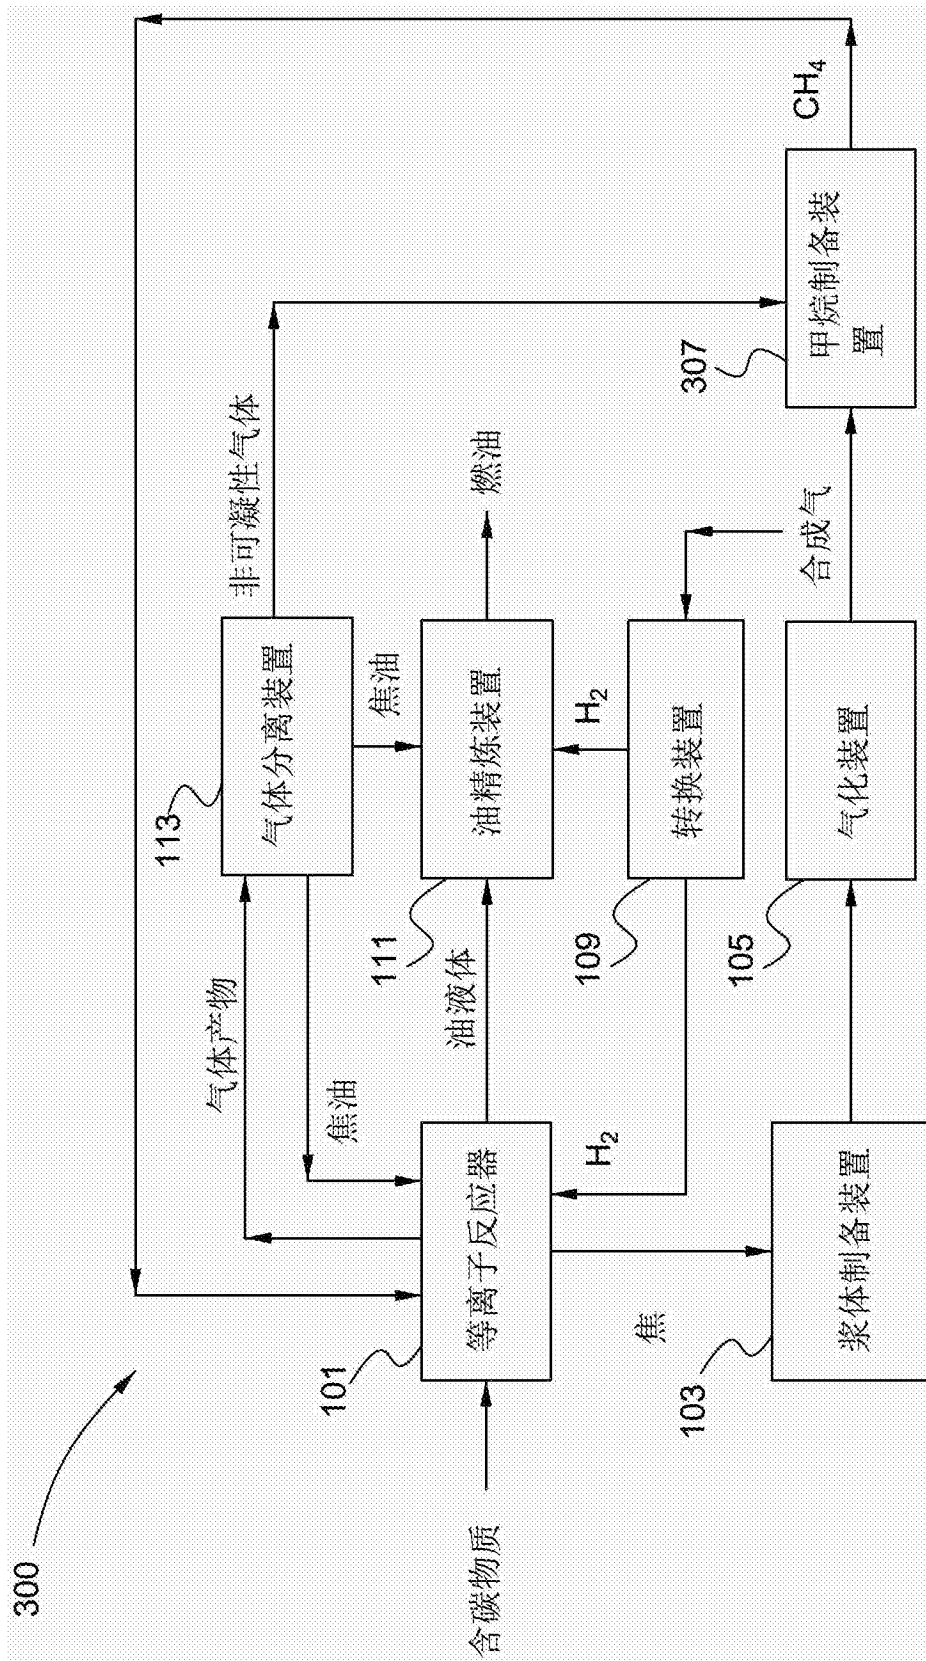 300
含碳物质
101
等离子反应器
气体产物
焦油
113
气体分离装置
非可凝性气体
焦油
油液体
111
油精炼装置
燃油
H₂
H₂
109
转换装置
合成气
焦
103
浆体制备装置
105
气化装置
307
甲烷制备装
置
CH₄